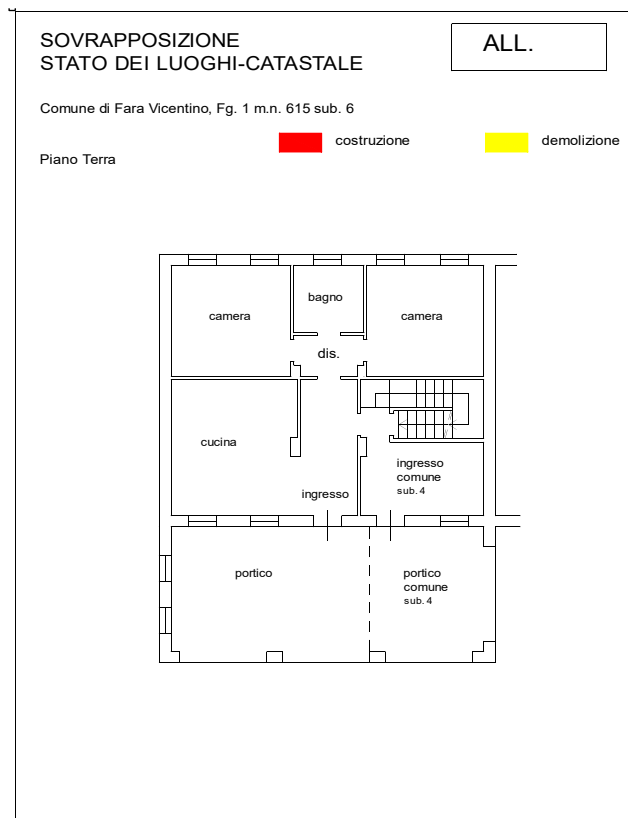 SOVRAPPOSIZIONE
STATO DEI LUOGHI-CATASTALE
ALL.
Comune di Fara Vicentino, Fg. 1 m.n. 615 sub. 6
costruzione
demolizione
Piano Terra
camera
bagno
camera
dis.
cucina
ingresso
comune
sub. 4
ingresso
portico
portico
comune
sub. 4